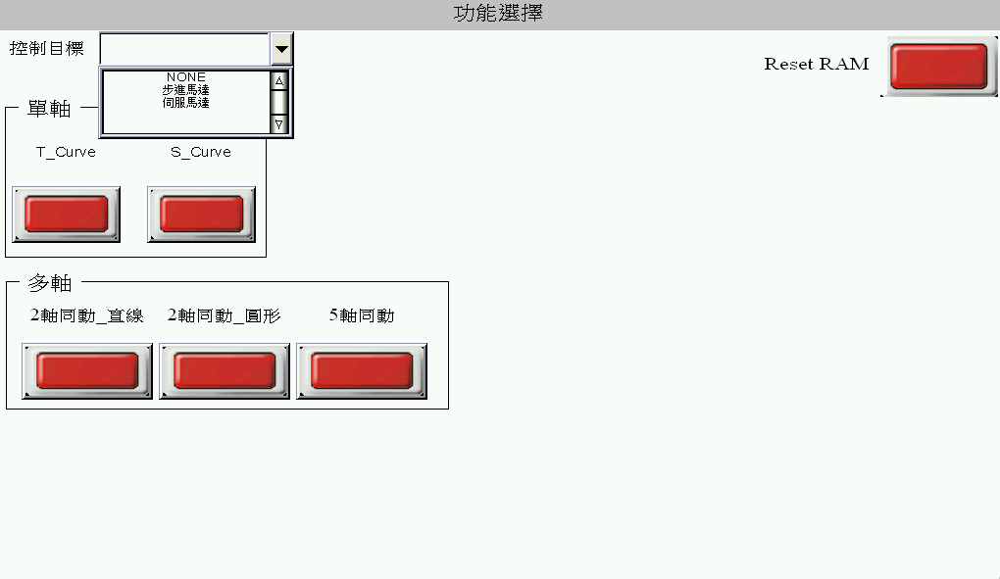 功能選擇
控制目標
Reset RAM
NONE
步進馬達
伺服馬達
單軸
T_Curve
S_Curve
多軸
2軸同動_直線
2軸同動_圓形
5軸同動